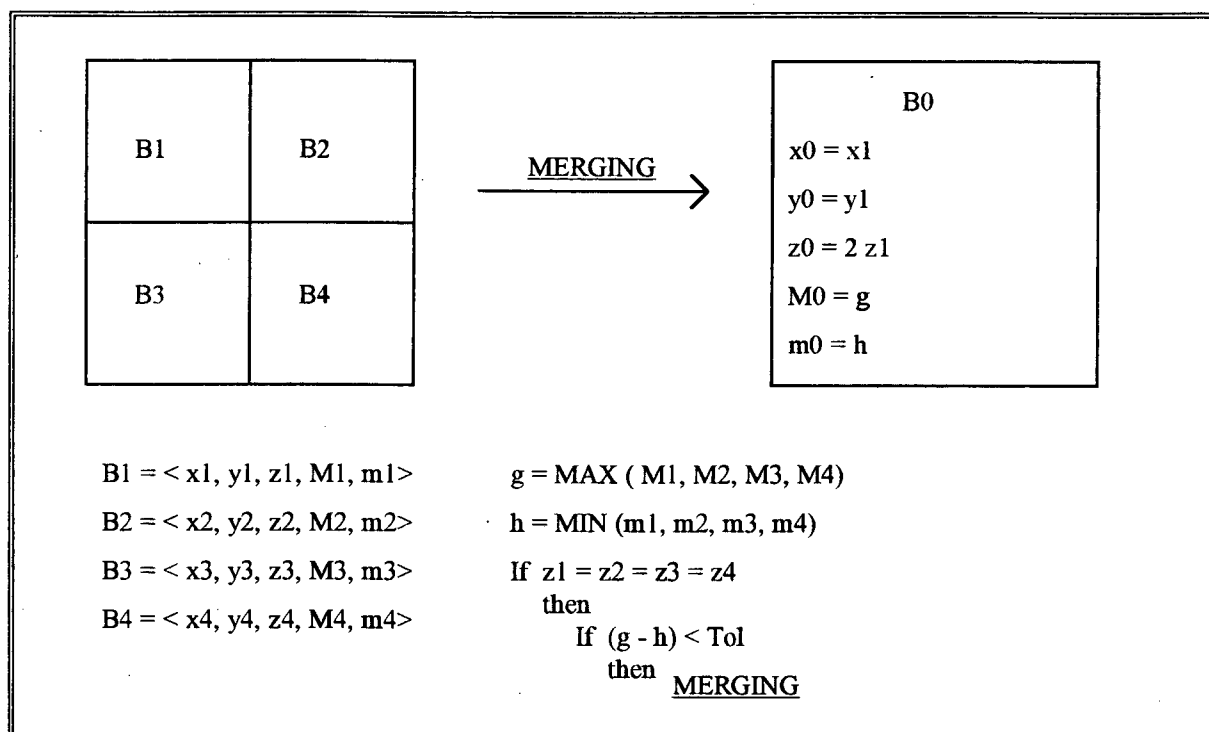 B1
B2
B3
B4
MERGING
B0
x0 = x1
y0 = y1
z0 = 2 z1
M0 = g
m0 = h
B1 = < x1, y1, z1, M1, m1>
B2 = < x2, y2, z2, M2, m2>
B3 = < x3, y3, z3, M3, m3>
B4 = < x4, y4, z4, M4, m4>
g = MAX ( M1, M2, M3, M4)
h = MIN (m1, m2, m3, m4)
If z1 = z2 = z3 = z4
then
If (g - h) < Tol
then MERGING